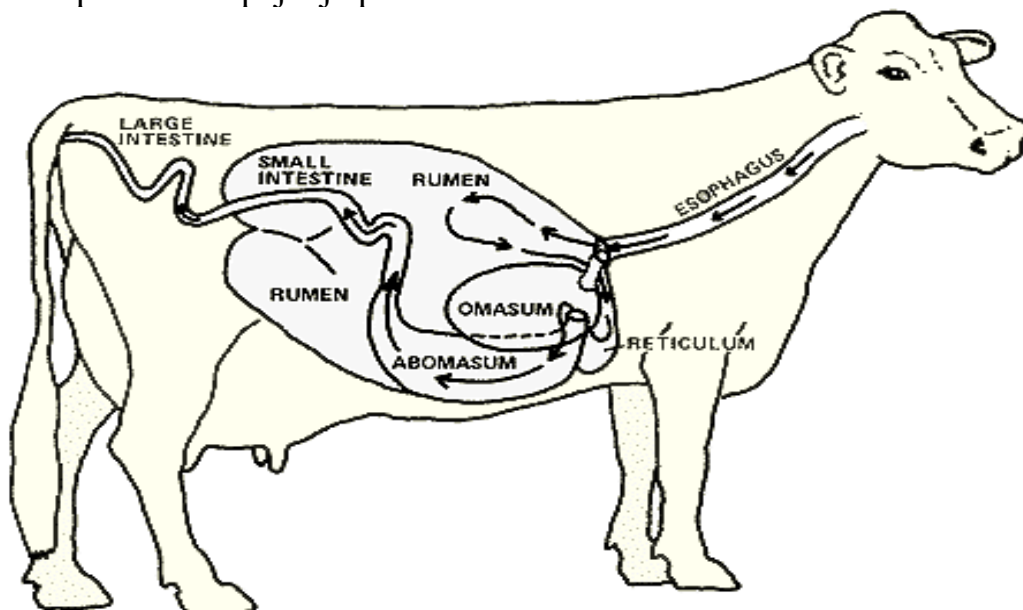 LARGE
INTESTINE
SMALL
INTESTINE
RUMEN
ESOPHAGUS
RUMEN
OMASUM
RETICULUM
ABOMASUM